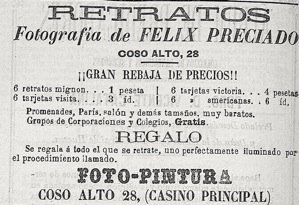 RETRATOS
Fotografía de FELIX PRECIADO
COSO ALTO, 28
¡¡GRAN REBAJA DE PRECIOS!!
6 retratos mignon. . . 1 peseta | 6 tarjetas victoria. . 4 pesetas
6 tarjetas visita. . . . 3 id. | 6 » americanas. . 6 id.
Promenades, París, salón y demás tamaños, muy baratos.
Grupos de Corporaciones y Colegios, Gratis.
REGALO
Se regala á todo el que se retrate, uno perfectamente iluminado por
el procedimiento llamado.
FOTO-PINTURA
COSO ALTO 28, (CASINO PRINCIPAL)